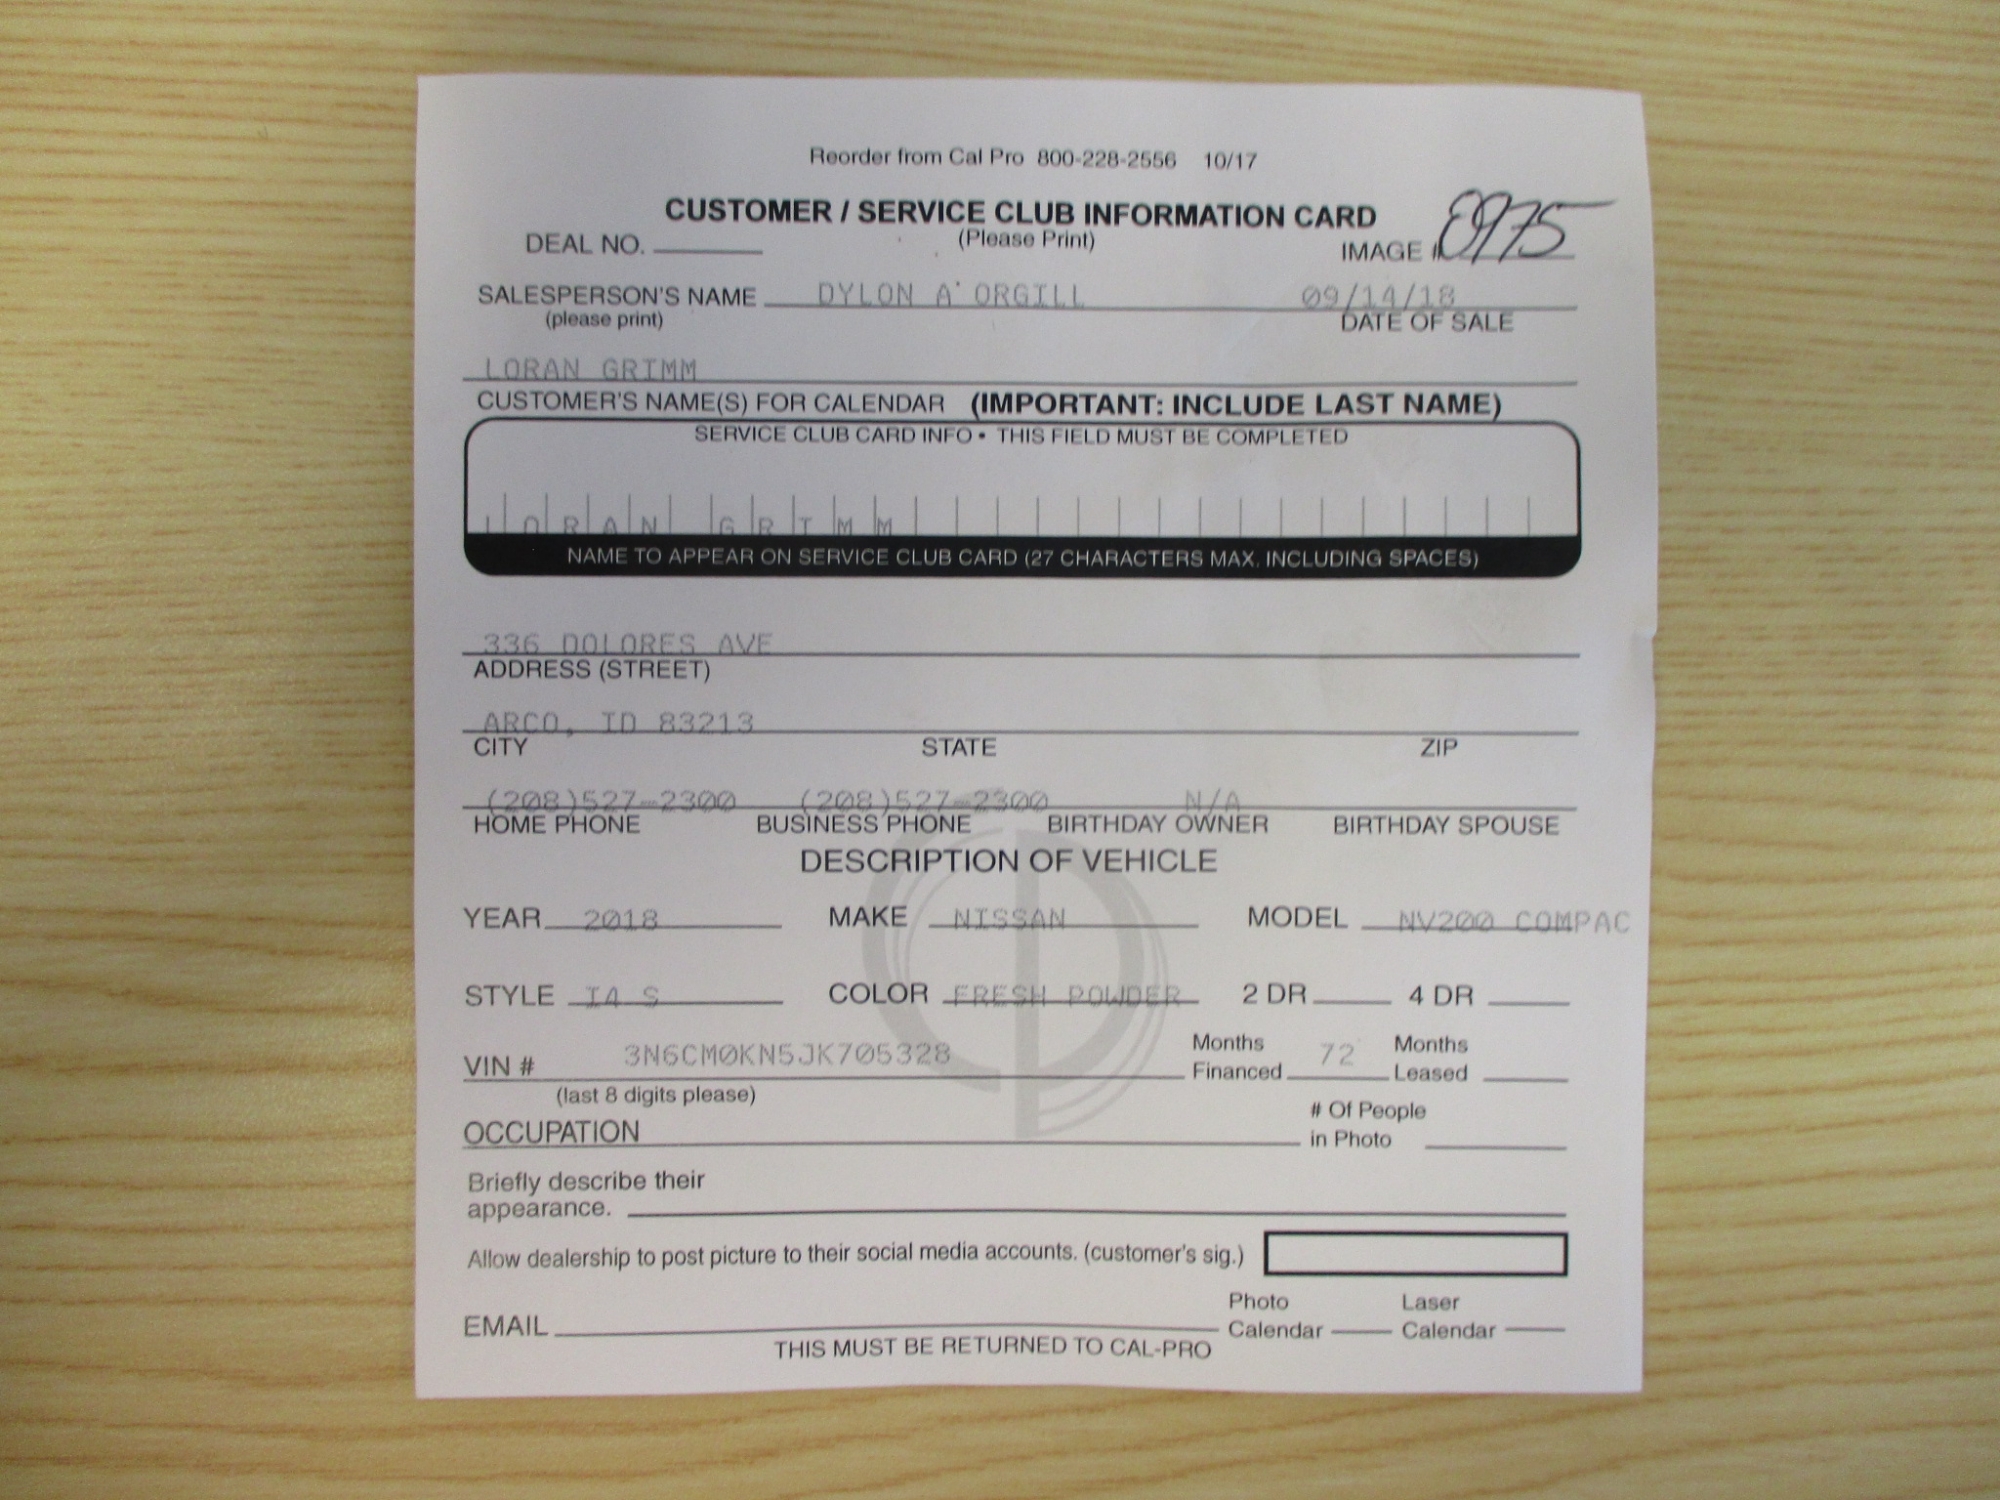 Reorder from Cal Pro 800-228-2556 10/17
CUSTOMER / SERVICE CLUB INFORMATION CARD
(Please Print)
DEAL NO.
IMAGE # 0975
SALESPERSON'S NAME DYLON A ORGILL 09/14/18
(please print) DATE OF SALE
LORAN GRIMM
CUSTOMER'S NAME(S) FOR CALENDAR (IMPORTANT: INCLUDE LAST NAME)
SERVICE CLUB CARD INFO • THIS FIELD MUST BE COMPLETED
LORAN GRIMM
NAME TO APPEAR ON SERVICE CLUB CARD (27 CHARACTERS MAX. INCLUDING SPACES)
336 DOLORES AVE
ADDRESS (STREET)
ARCO, ID 83213
CITY STATE ZIP
(208)527-2300 (208)527-2300 N/A
HOME PHONE BUSINESS PHONE BIRTHDAY OWNER BIRTHDAY SPOUSE
DESCRIPTION OF VEHICLE
YEAR 2018 MAKE NISSAN MODEL NV200 COMPAC
STYLE I4 S COLOR FRESH POWDER 2 DR 4 DR
VIN # 3N6CM0KN5JK705328 Months Financed 72 Months Leased
(last 8 digits please)
OCCUPATION # Of People in Photo
Briefly describe their
appearance.
Allow dealership to post picture to their social media accounts. (customer's sig.)
EMAIL Photo Calendar Laser Calendar
THIS MUST BE RETURNED TO CAL-PRO